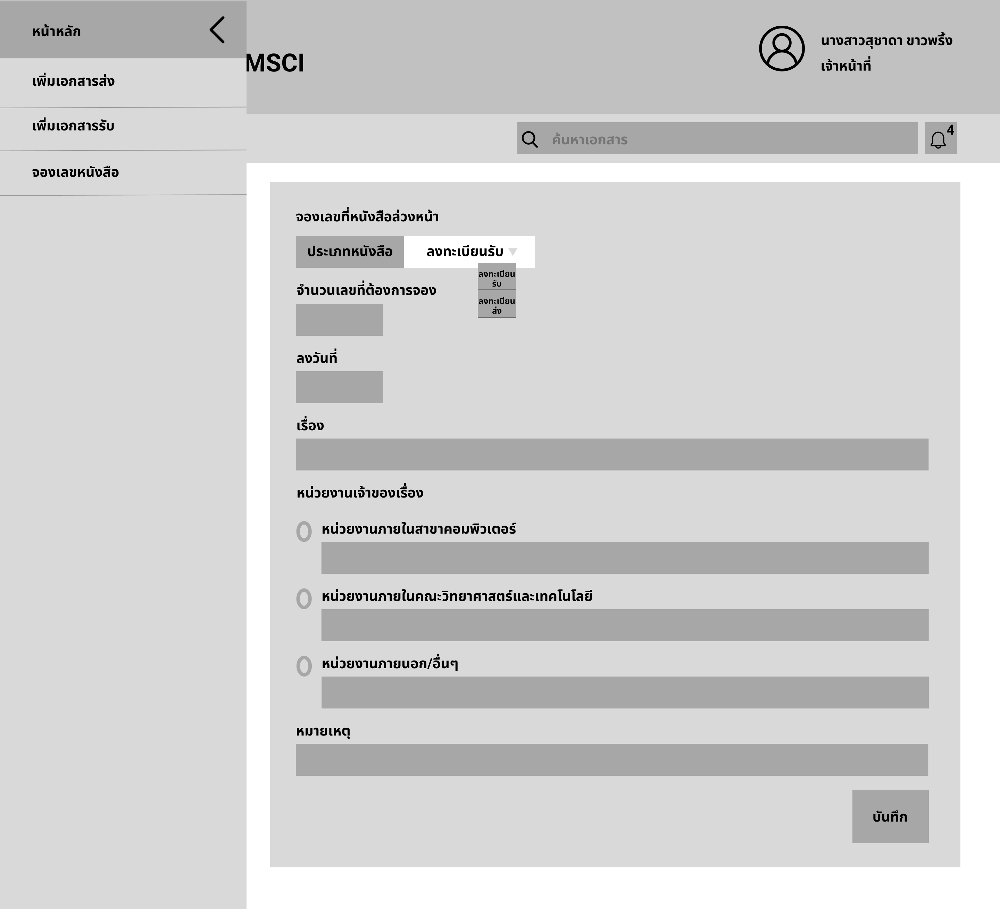 หน้าหลัก
เพิ่มเอกสารส่ง
เพิ่มเอกสารรับ
จองเลขหนังสือ
MSCI
นางสาวสุชาดา ขาวพริ้ง
เจ้าหน้าที่
ค้นหาเอกสาร
4
จองเลขที่หนังสือล่วงหน้า
ประเภทหนังสือ
ลงทะเบียนรับ
ลงทะเบียน
รับ
ลงทะเบียน
ส่ง
จำนวนเลขที่ต้องการจอง
ลงวันที่
เรื่อง
หน่วยงานเจ้าของเรื่อง
หน่วยงานภายในสาขาคอมพิวเตอร์
หน่วยงานภายในคณะวิทยาศาสตร์และเทคโนโลยี
หน่วยงานภายนอก/อื่นๆ
หมายเหตุ
บันทึก